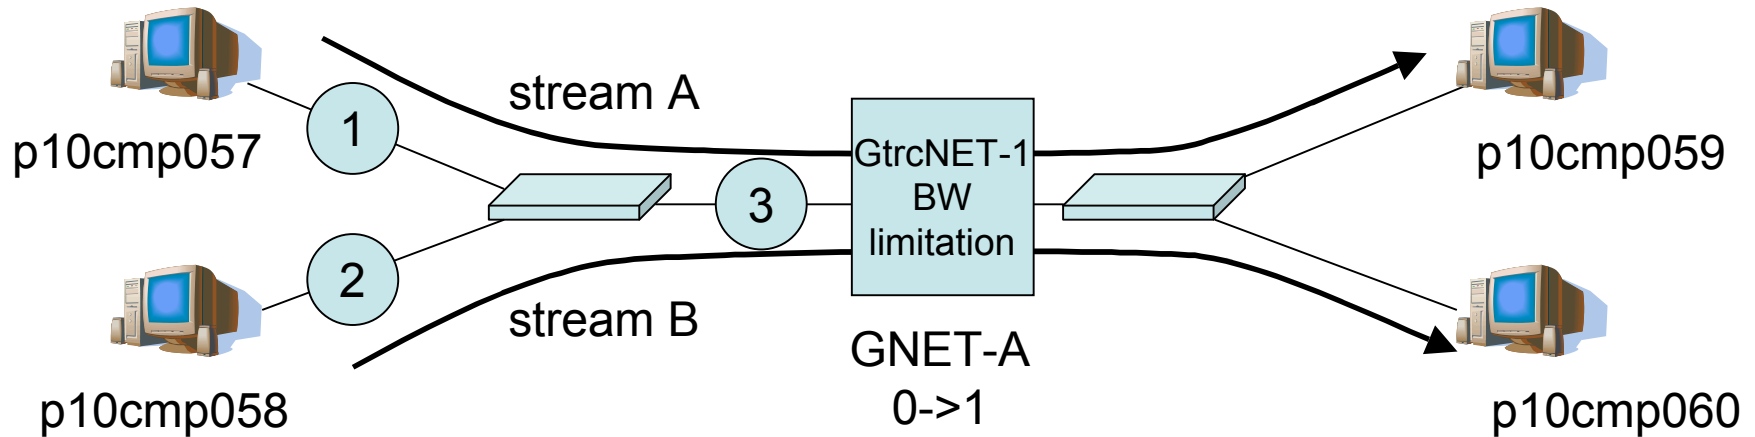 stream A
1
p10cmp057
GtrcNET-1
BW
limitation
p10cmp059
3
2
stream B
GNET-A
0->1
p10cmp058
p10cmp060